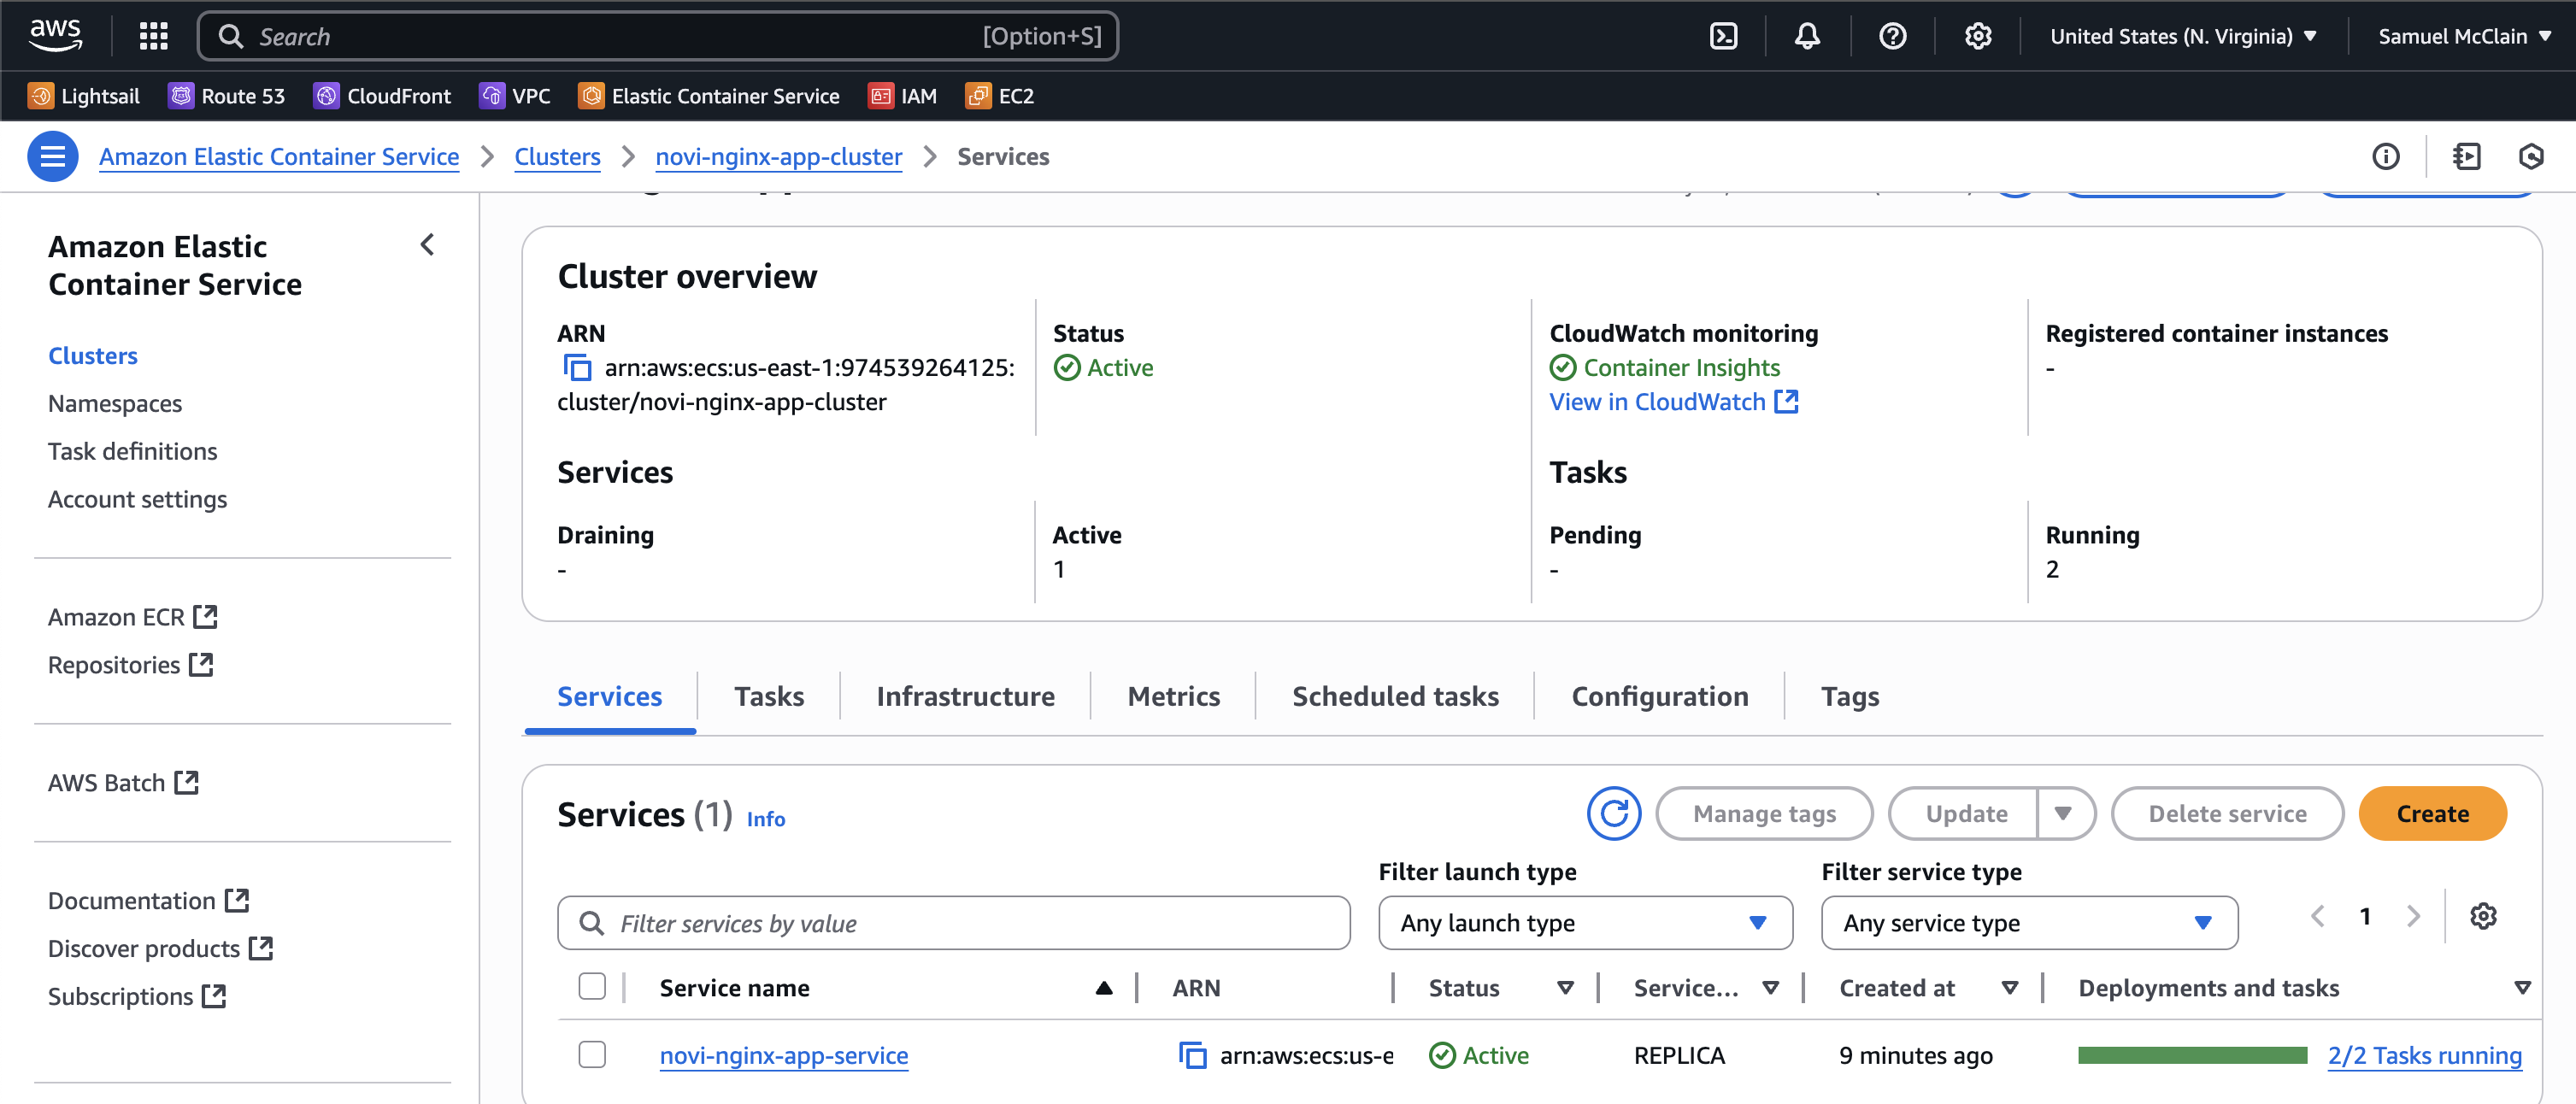 aws
Search [Option+S]
United States (N. Virginia)
Samuel McClain
Lightsail
Route 53
CloudFront
VPC
Elastic Container Service
IAM
EC2
Amazon Elastic Container Service
Clusters
novi-nginx-app-cluster
Services
Amazon Elastic
Container Service
Clusters
Namespaces
Task definitions
Account settings
Amazon ECR
Repositories
AWS Batch
Documentation
Discover products
Subscriptions
Cluster overview
ARN
arn:aws:ecs:us-east-1:974539264125:
cluster/novi-nginx-app-cluster
Status
Active
CloudWatch monitoring
Container Insights
View in CloudWatch
Registered container instances
-
Services
Draining
-
Active
1
Tasks
Pending
-
Running
2
Services
Tasks
Infrastructure
Metrics
Scheduled tasks
Configuration
Tags
Services (1) Info
Manage tags
Update
Delete service
Create
Filter services by value
Filter launch type
Any launch type
Filter service type
Any service type
1
Service name
ARN
Status
Service...
Created at
Deployments and tasks
novi-nginx-app-service
arn:aws:ecs:us-e
Active
REPLICA
9 minutes ago
2/2 Tasks running